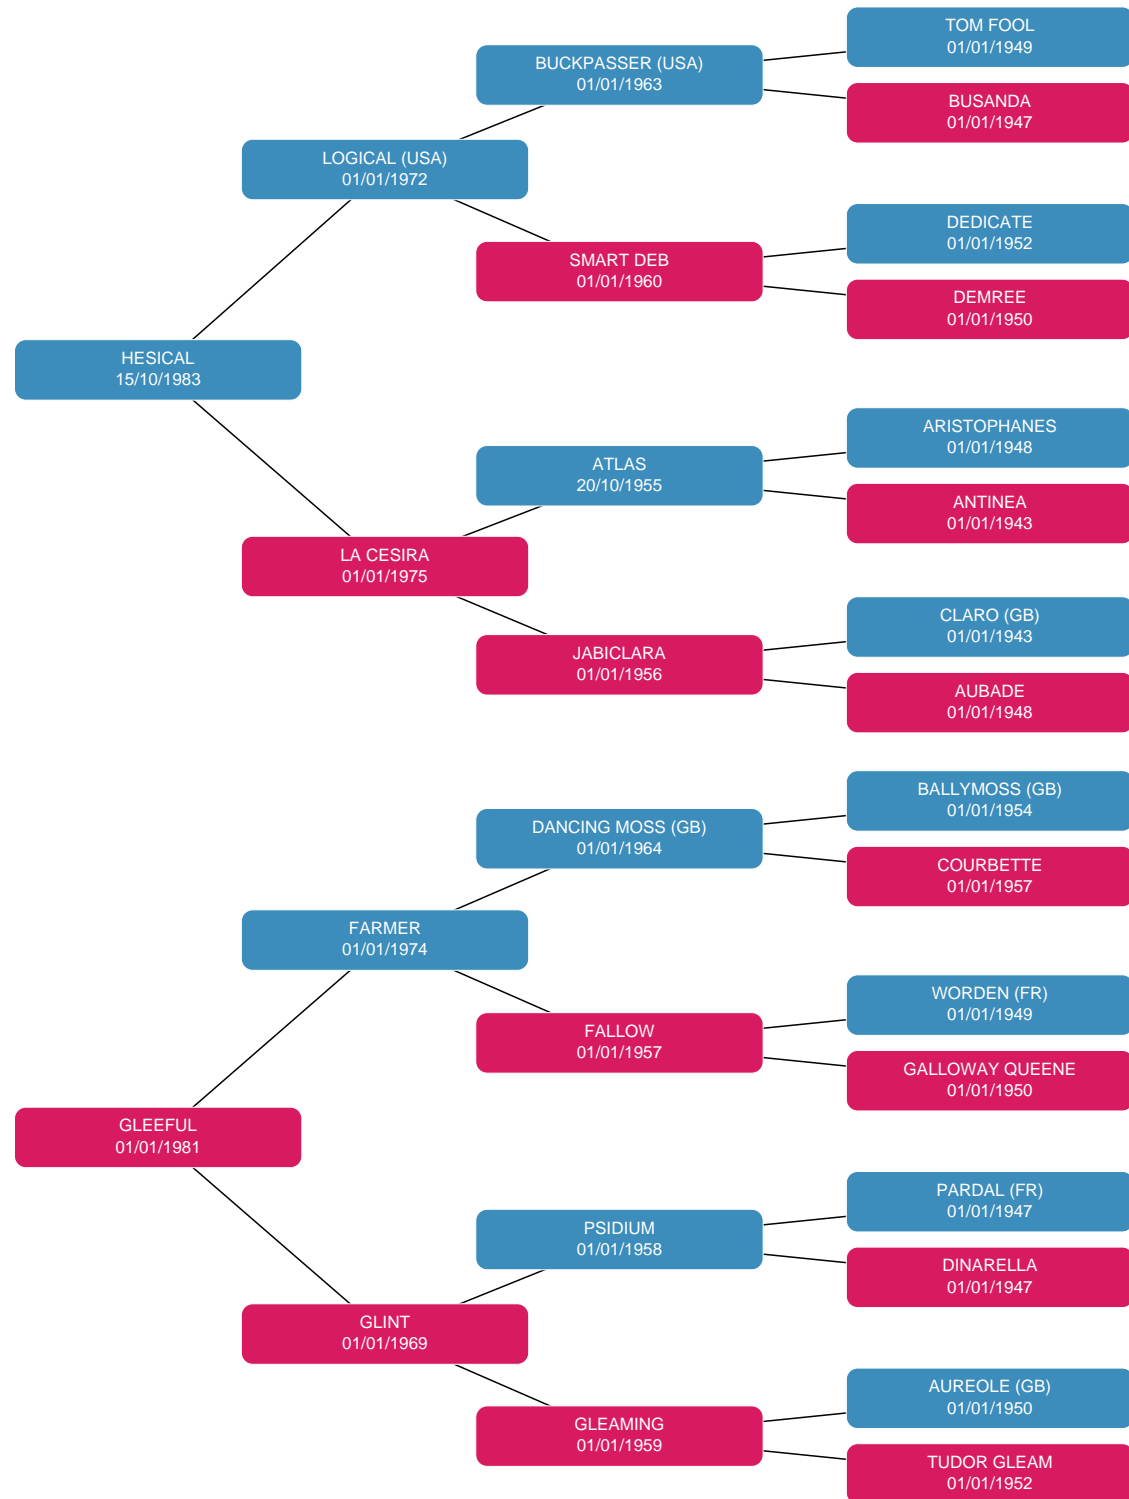 TOM FOOL
01/01/1949
BUCKPASSER (USA)
01/01/1963
BUSANDA
01/01/1947
LOGICAL (USA)
01/01/1972
DEDICATE
01/01/1952
SMART DEB
01/01/1960
DEMREE
01/01/1950
HESICAL
15/10/1983
ARISTOPHANES
01/01/1948
ATLAS
20/10/1955
ANTINEA
01/01/1943
LA CESIRA
01/01/1975
CLARO (GB)
01/01/1943
JABICLARA
01/01/1956
AUBADE
01/01/1948
BALLYMOSS (GB)
01/01/1954
DANCING MOSS (GB)
01/01/1964
COURBETTE
01/01/1957
FARMER
01/01/1974
WORDEN (FR)
01/01/1949
FALLOW
01/01/1957
GALLOWAY QUEENE
01/01/1950
GLEEFUL
01/01/1981
PARDAL (FR)
01/01/1947
PSIDIUM
01/01/1958
DINARELLA
01/01/1947
GLINT
01/01/1969
AUREOLE (GB)
01/01/1950
GLEAMING
01/01/1959
TUDOR GLEAM
01/01/1952